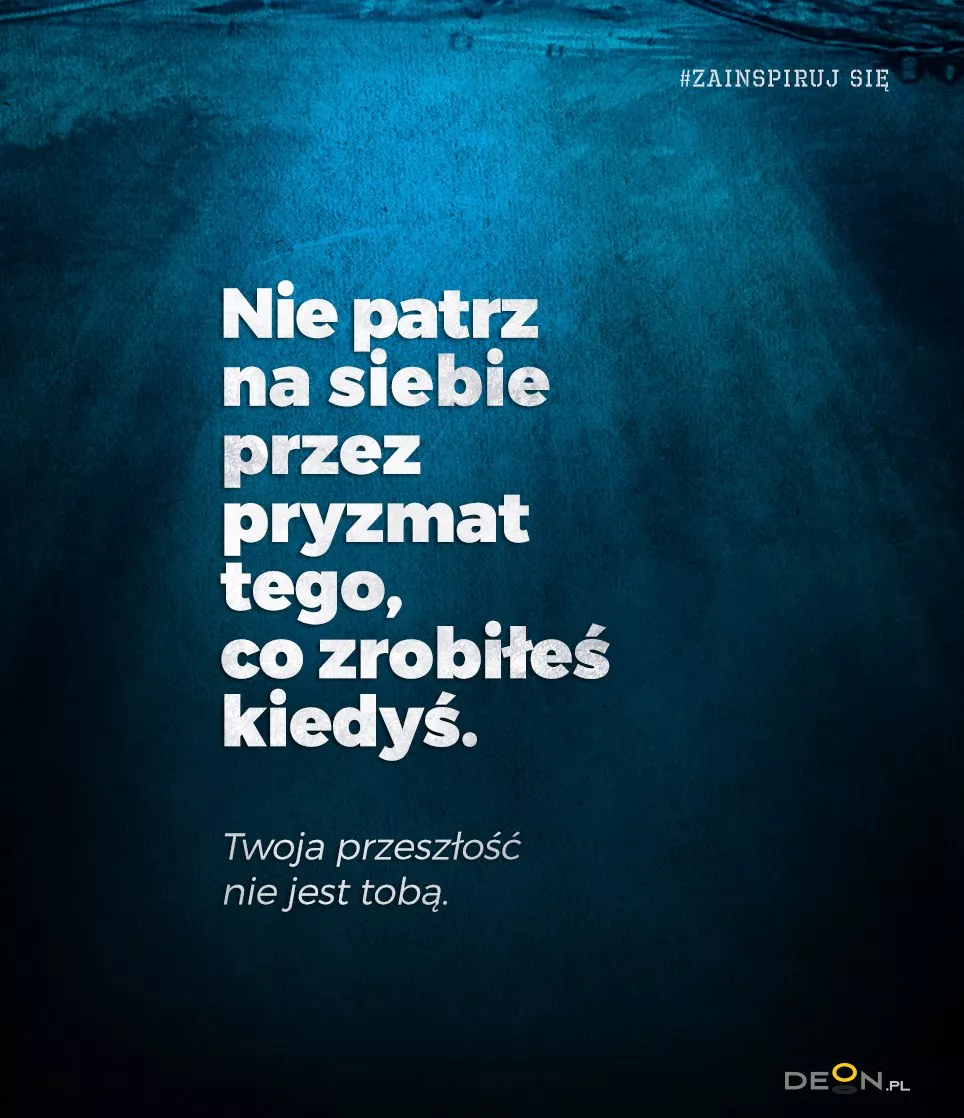 #ZAINSPIRUJ SIĘ
Nie patrz
na siebie
przez
pryzmat
tego,
co zrobiłeś
kiedyś.
Twoja przeszłość
nie jest tobą.
DEON.PL